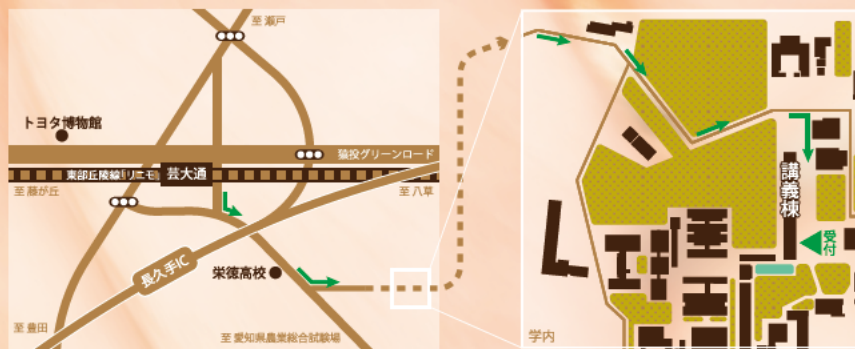 至 瀬戸
トヨタ博物館
猿投グリーンロード
東部丘陵線「リニモ」
芸大通
至 藤が丘
至 八草
長久手IC
栄徳高校
至 豊田
至 愛知県農業総合試験場
講義棟
受付
学内